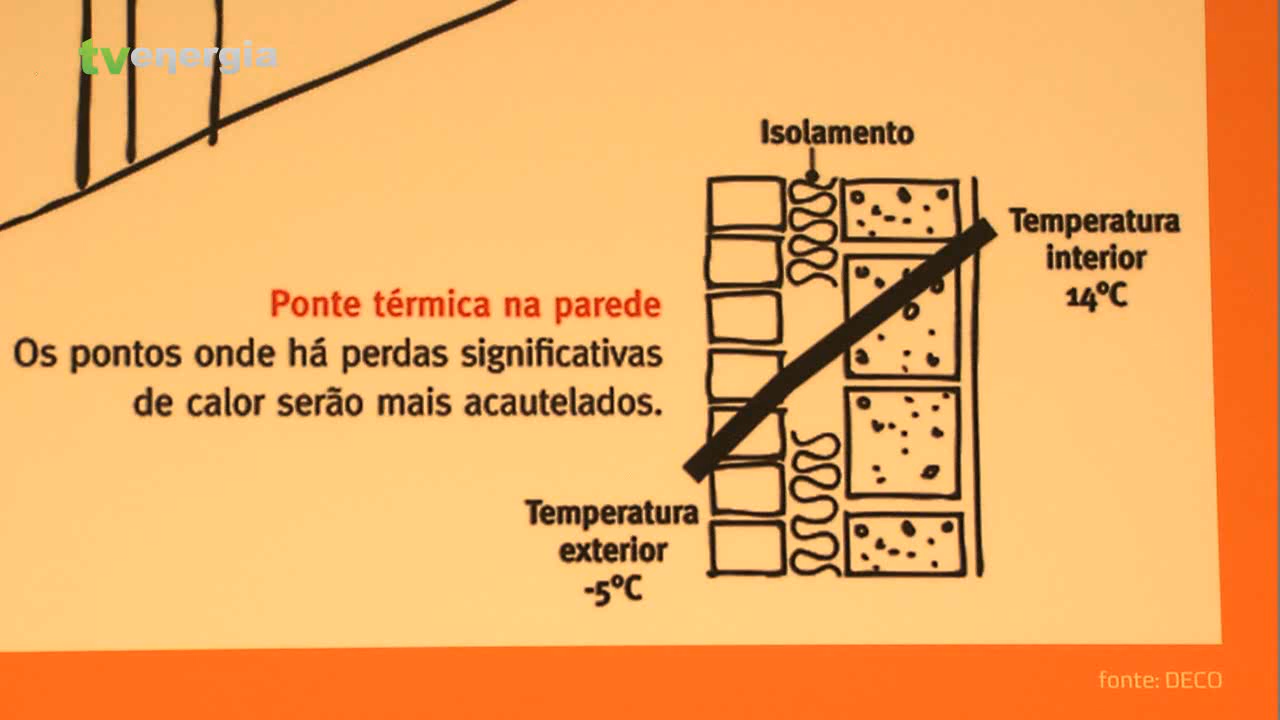 tvenergia
Isolamento
Temperatura
interior
14ºC
Ponte térmica na parede
Os pontos onde há perdas significativas
de calor serão mais acautelados.
Temperatura
exterior
-5ºC
fonte: DECO